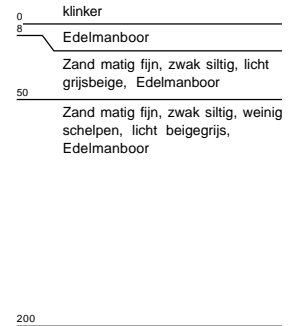 0 klinker
8 Edelmanboor
Zand matig fijn, zwak siltig, licht
grijsbeige, Edelmanboor
50
Zand matig fijn, zwak siltig, weinig
schelpen, licht beigegrijs,
Edelmanboor
200